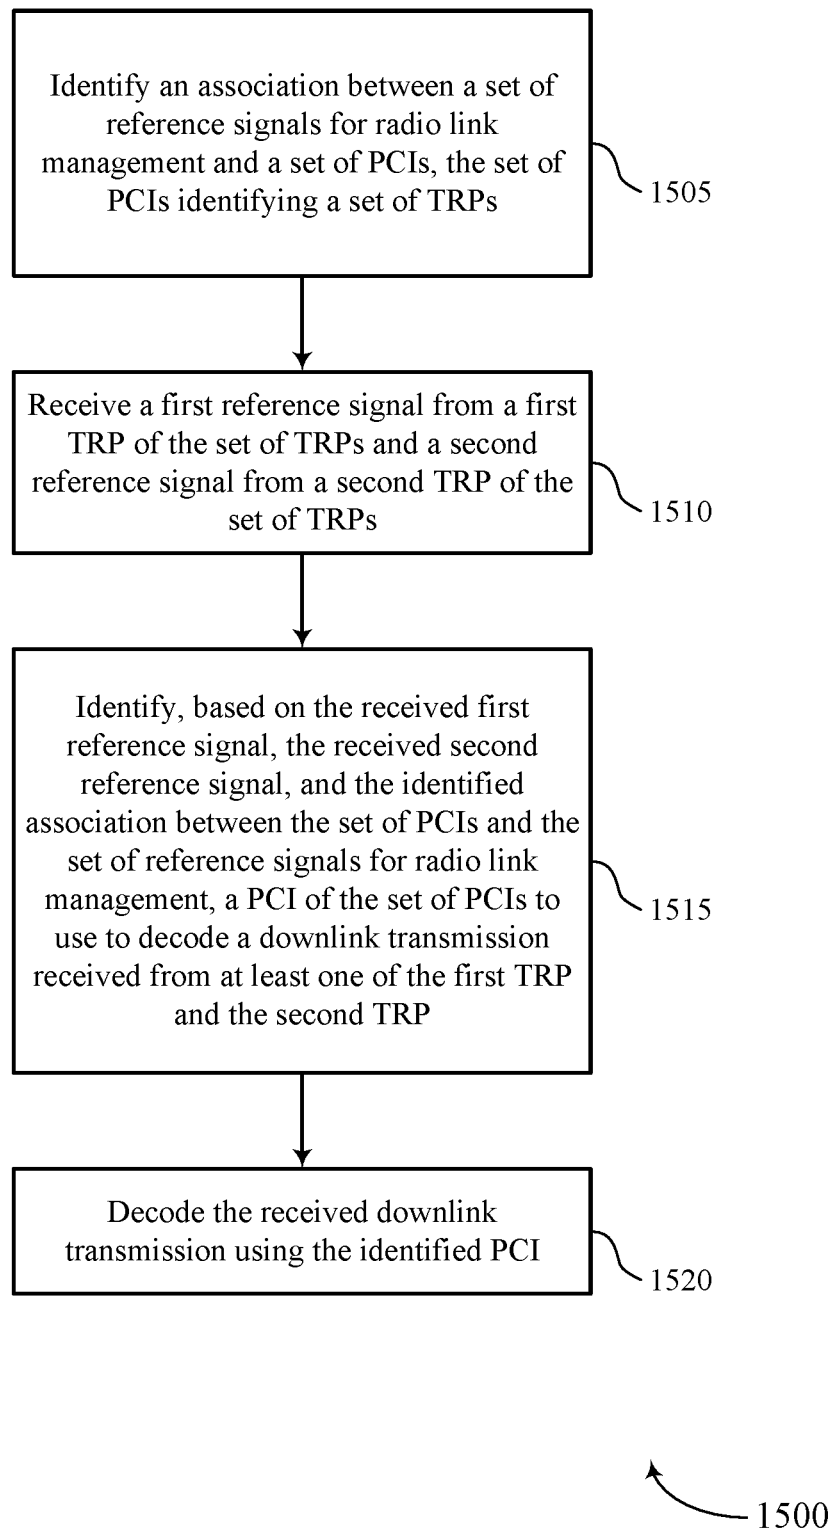 Identify an association between a set of
reference signals for radio link
management and a set of PCIs, the set of
PCIs identifying a set of TRPs
1505
Receive a first reference signal from a first
TRP of the set of TRPs and a second
reference signal from a second TRP of the
set of TRPs
1510
Identify, based on the received first
reference signal, the received second
reference signal, and the identified
association between the set of PCIs and the
set of reference signals for radio link
management, a PCI of the set of PCIs to
use to decode a downlink transmission
received from at least one of the first TRP
and the second TRP
1515
Decode the received downlink
transmission using the identified PCI
1520
1500